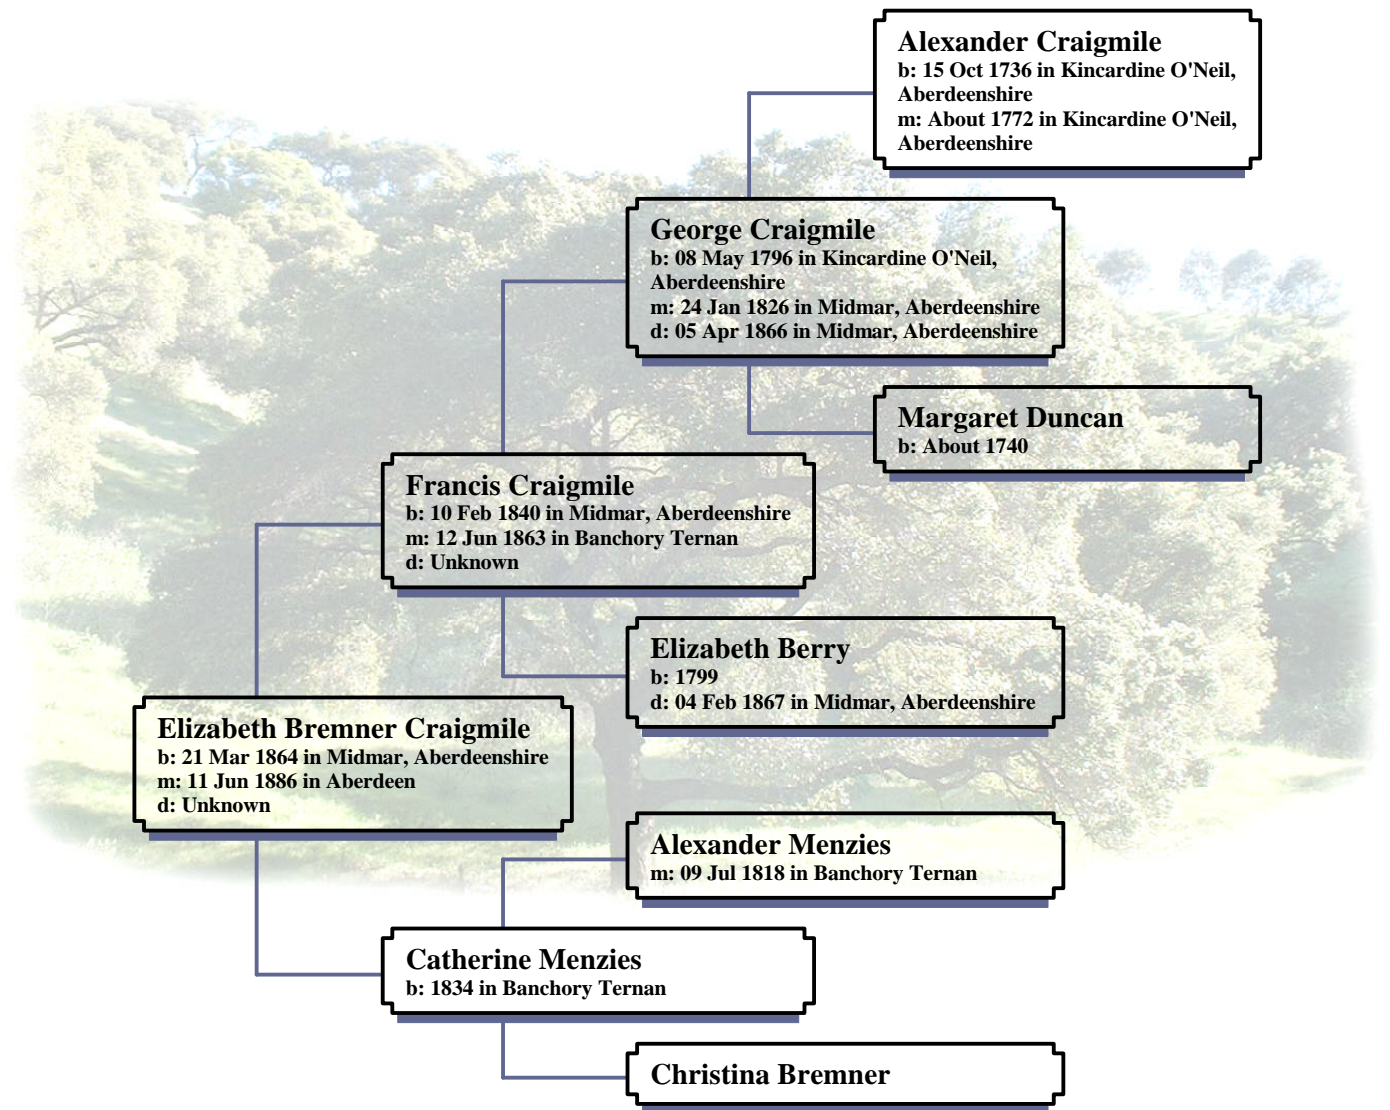 Alexander Craigmile
b: 15 Oct 1736 in Kincardine O'Neil,
Aberdeenshire
m: About 1772 in Kincardine O'Neil,
Aberdeenshire
George Craigmile
b: 08 May 1796 in Kincardine O'Neil,
Aberdeenshire
m: 24 Jan 1826 in Midmar, Aberdeenshire
d: 05 Apr 1866 in Midmar, Aberdeenshire
Margaret Duncan
b: About 1740
Francis Craigmile
b: 10 Feb 1840 in Midmar, Aberdeenshire
m: 12 Jun 1863 in Banchory Ternan
d: Unknown
Elizabeth Berry
b: 1799
d: 04 Feb 1867 in Midmar, Aberdeenshire
Elizabeth Bremner Craigmile
b: 21 Mar 1864 in Midmar, Aberdeenshire
m: 11 Jun 1886 in Aberdeen
d: Unknown
Alexander Menzies
m: 09 Jul 1818 in Banchory Ternan
Catherine Menzies
b: 1834 in Banchory Ternan
Christina Bremner